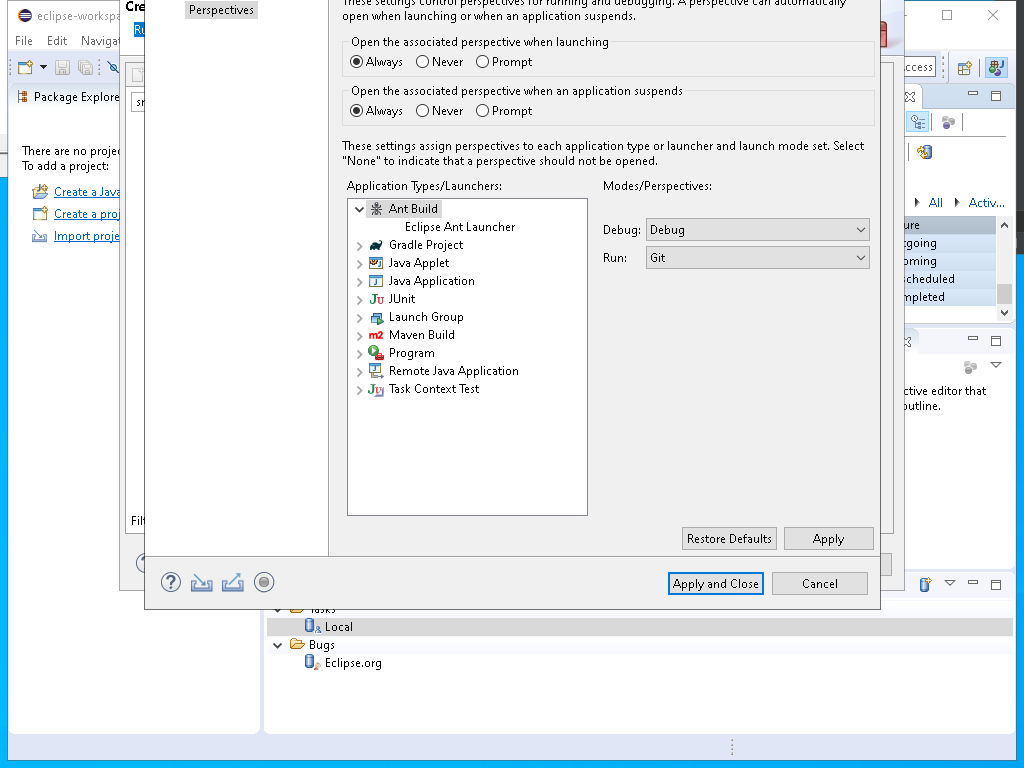 eclipse-workspa
Cre
Perspectives
These settings control perspectives for running and debugging. A perspective can automatically
open when launching or when an application suspends.
File Edit Navigat
Ru
Open the associated perspective when launching
Always Never Prompt
ccess
Package Explore
sr
Open the associated perspective when an application suspends
Always Never Prompt
There are no projec
To add a project:
Create a Java
Create a proj
Import proje
These settings assign perspectives to each application type or launcher and launch mode set. Select
"None" to indicate that a perspective should not be opened.
Application Types/Launchers:
Modes/Perspectives:
Ant Build
Eclipse Ant Launcher
Gradle Project
Java Applet
Java Application
JUnit
Launch Group
Maven Build
Program
Remote Java Application
Task Context Test
Debug: Debug
Run: Git
All Activ...
ure
tgoing
oming
scheduled
mpleted
ctive editor that
outline.
Filt
Restore Defaults Apply
Apply and Close Cancel
Tasks
Local
Bugs
Eclipse.org